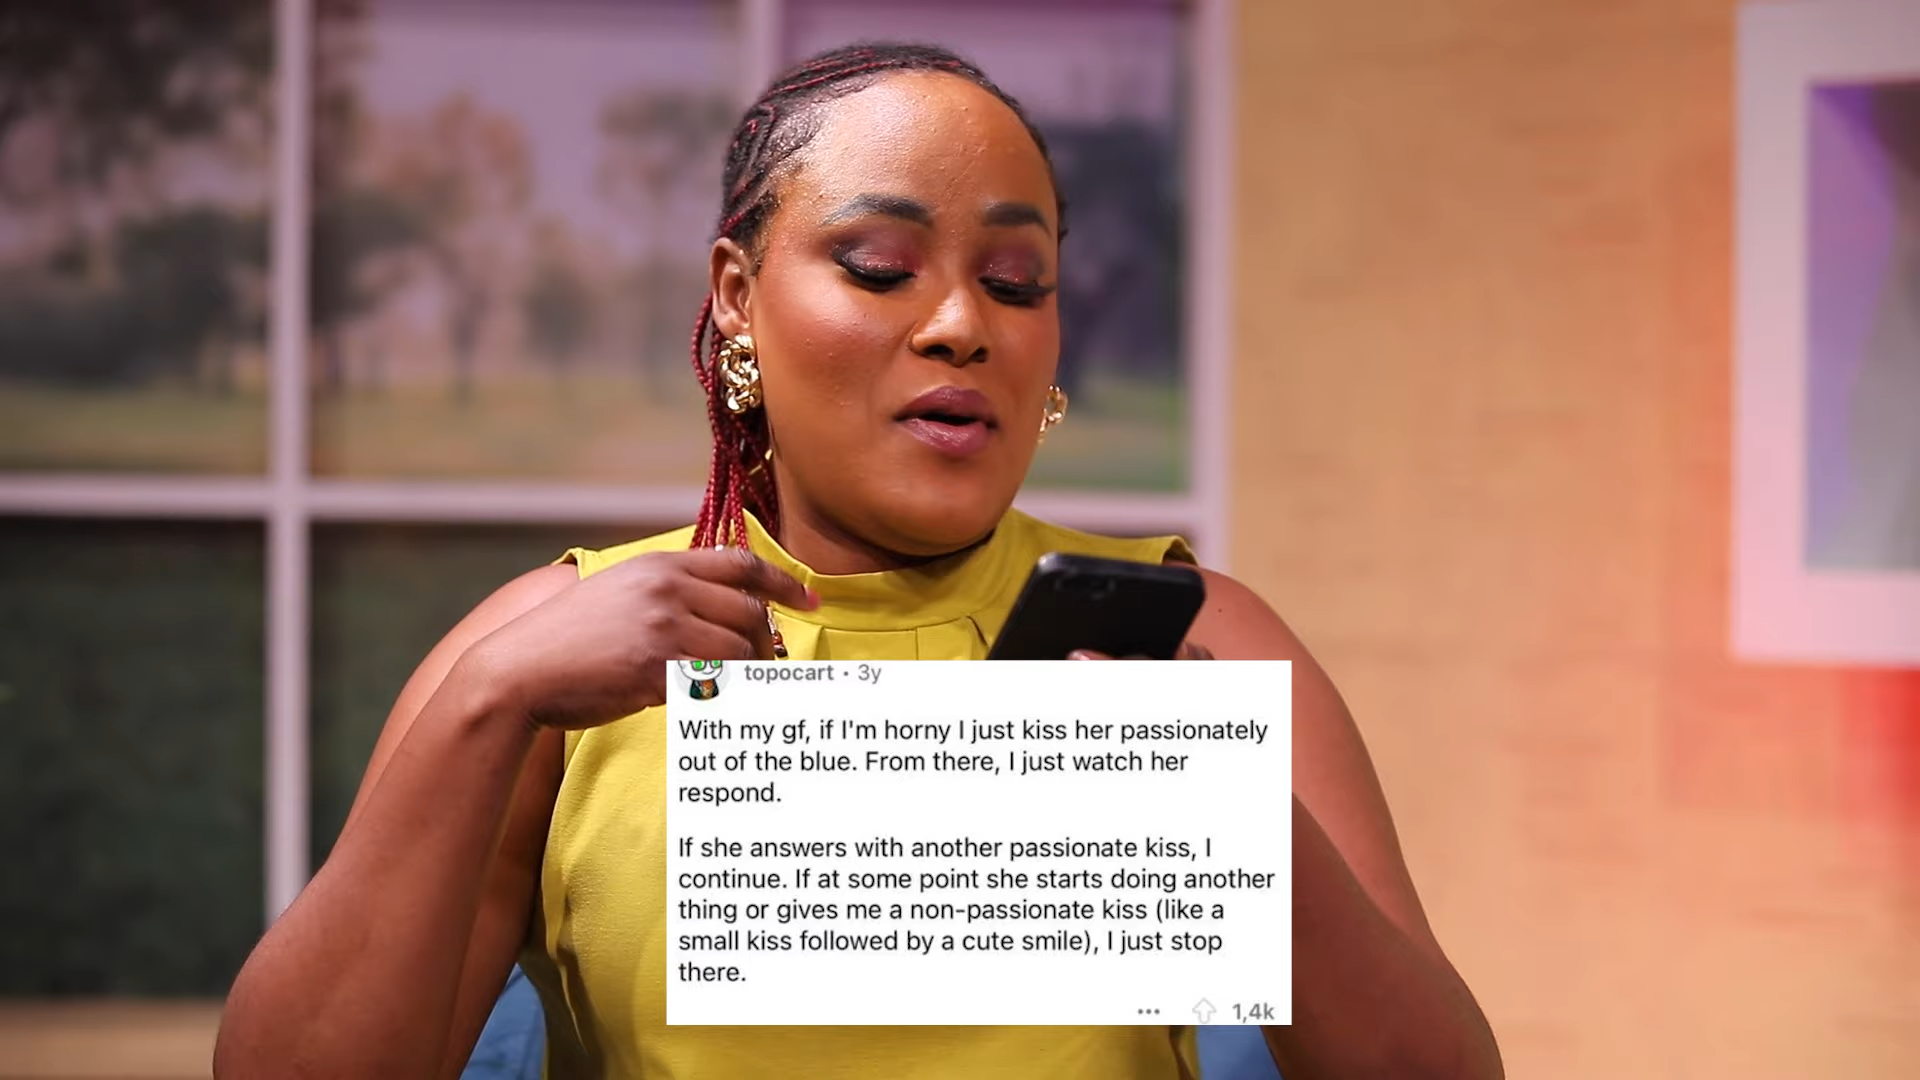 topocart • 3y
With my gf, if I'm horny I just kiss her passionately
out of the blue. From there, I just watch her
respond.
If she answers with another passionate kiss, I
continue. If at some point she starts doing another
thing or gives me a non-passionate kiss (like a
small kiss followed by a cute smile), I just stop
there.
••• 1,4k